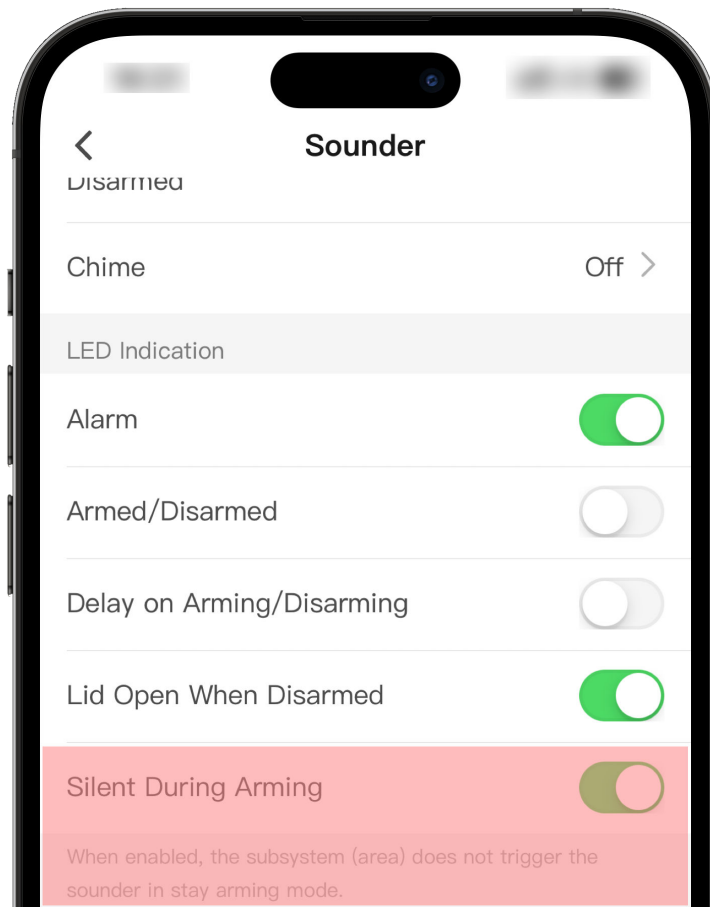 Sounder
Disarmed
Chime Off
LED Indication
Alarm
Armed/Disarmed
Delay on Arming/Disarming
Lid Open When Disarmed
Silent During Arming
When enabled, the subsystem (area) does not trigger the
sounder in stay arming mode.